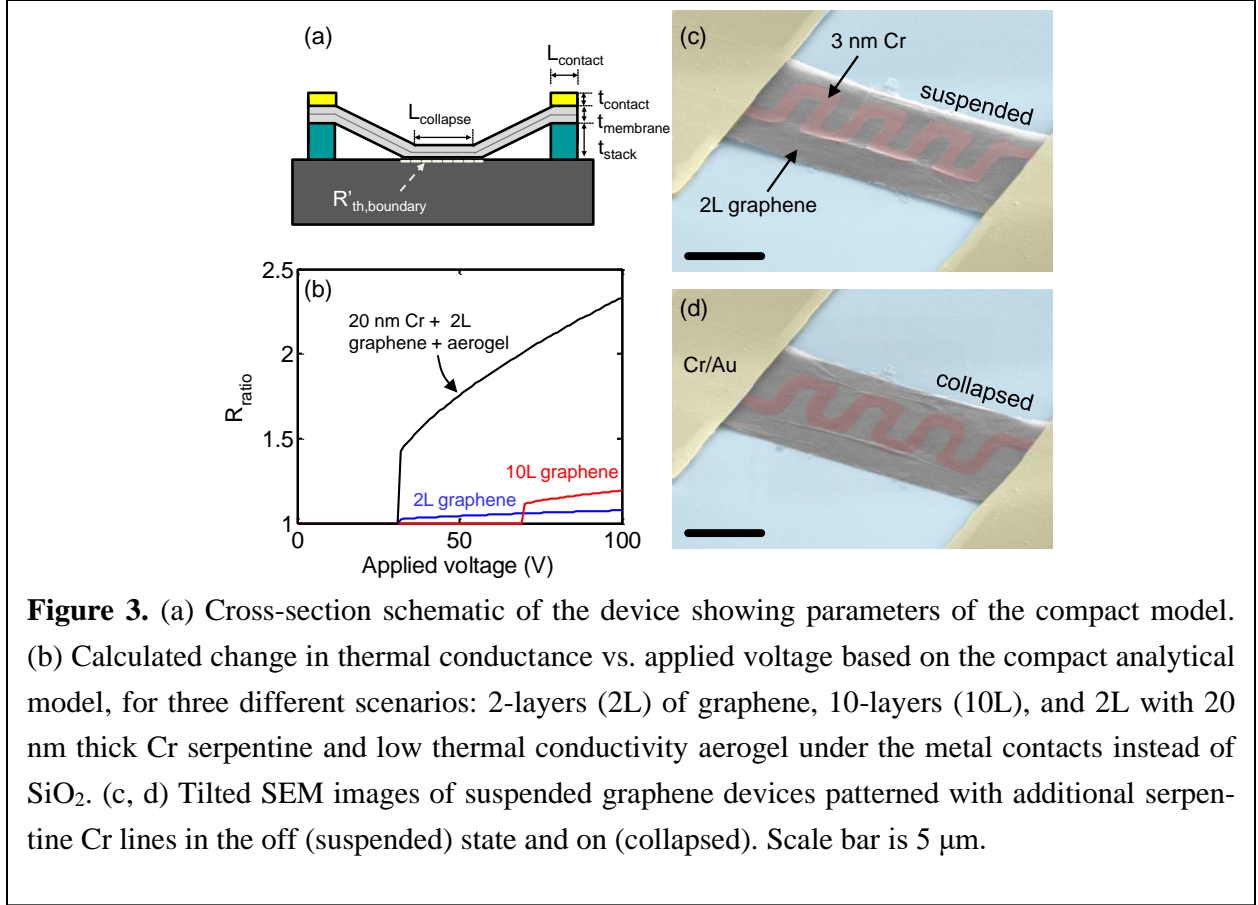 (a)
L_contact
L_collapse
t_contact
t_membrane
t_stack
R'_th,boundary
(b)
2.5
2
1.5
1
R_ratio
20 nm Cr + 2L
graphene + aerogel
10L graphene
2L graphene
0
50
100
Applied voltage (V)
(c)
3 nm Cr
suspended
2L graphene
(d)
Cr/Au
collapsed
Figure 3. (a) Cross-section schematic of the device showing parameters of the compact model.
(b) Calculated change in thermal conductance vs. applied voltage based on the compact analytical
model, for three different scenarios: 2-layers (2L) of graphene, 10-layers (10L), and 2L with 20
nm thick Cr serpentine and low thermal conductivity aerogel under the metal contacts instead of
SiO₂. (c, d) Tilted SEM images of suspended graphene devices patterned with additional serpen-
tine Cr lines in the off (suspended) state and on (collapsed). Scale bar is 5 μm.